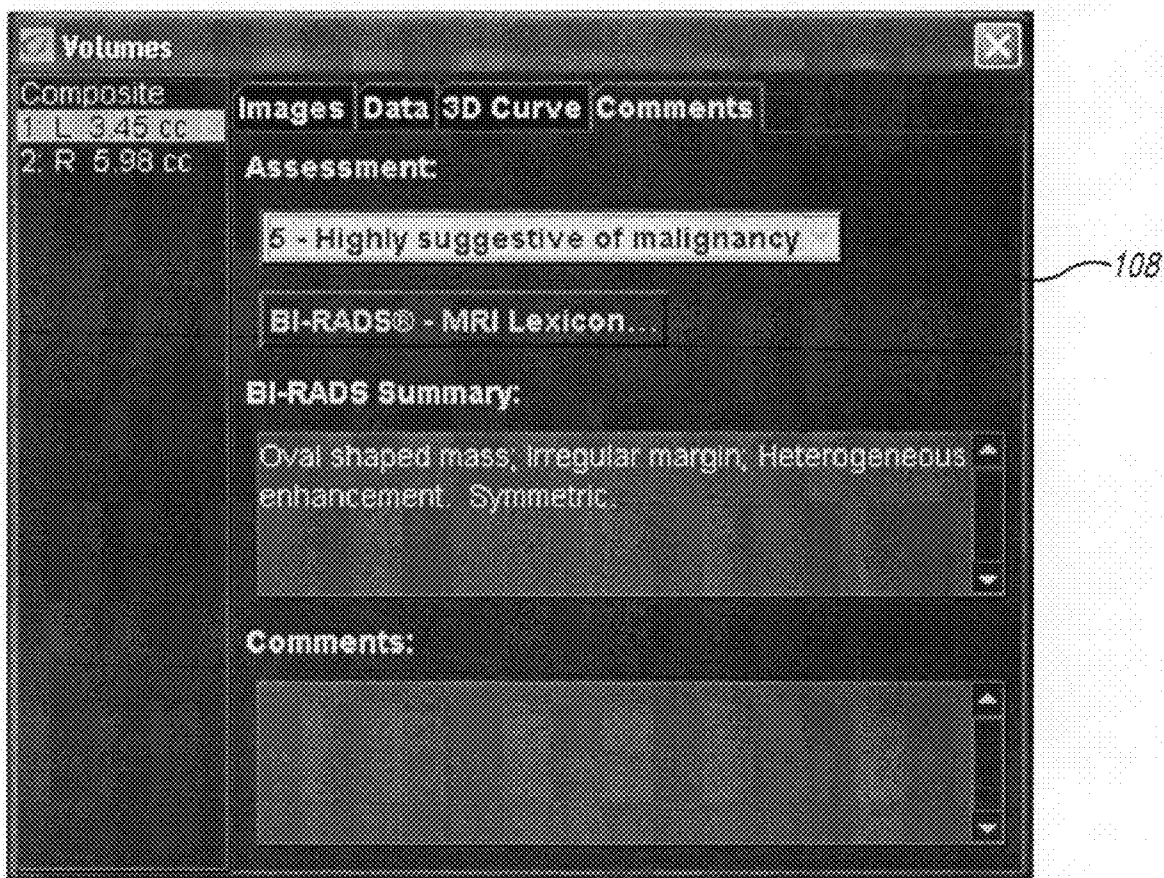 Volumes
Composite
1: L 3.45 cc
2: R 5.98 cc
Images Data 3D Curve Comments
Assessment:
5 - Highly suggestive of malignancy
BI-RADS® - MRI Lexicon...
BI-RADS Summary:
Oval shaped mass; Irregular margin; Heterogeneous
enhancement. Symmetric.
Comments:
108